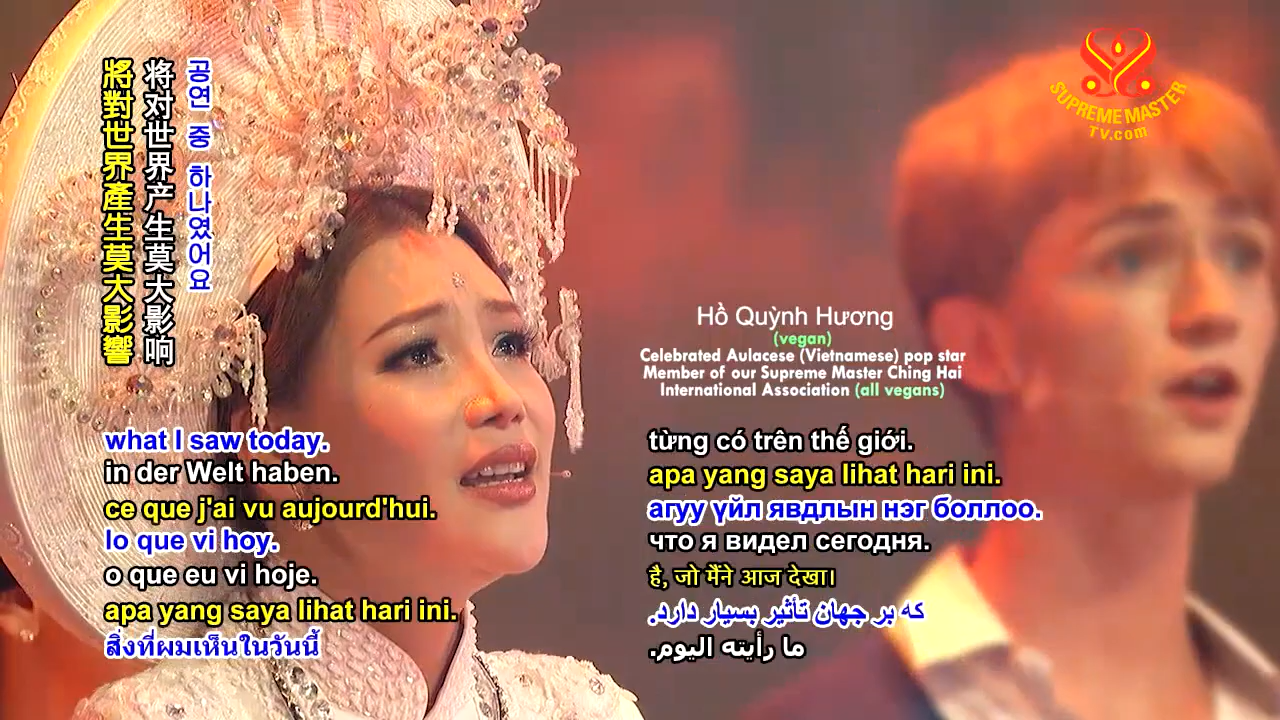 將對世界產生莫大影響
将对世界产生莫大影响
공연 중 하나였어요
SUPREME MASTER
TV.com
Hồ Quỳnh Hương
(vegan)
Celebrated Aulacese (Vietnamese) pop star
Member of our Supreme Master Ching Hai
International Association (all vegans)
what I saw today.
in der Welt haben.
ce que j'ai vu aujourd'hui.
lo que vi hoy.
o que eu vi hoje.
apa yang saya lihat hari ini.
สิ่งที่ผมเห็นในวันนี้
từng có trên thế giới.
apa yang saya lihat hari ini.
агуу үйл явдлын нэг боллоо.
что я видел сегодня.
है, जो मैंने आज देखा।
که بر جهان تأثیر بسیار دارد.
ما رأيته اليوم.